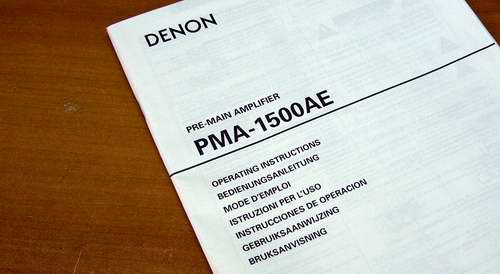 DENON
PRE-MAIN AMPLIFIER
PMA-1500AE
OPERATING INSTRUCTIONS
BEDIENUNGSANLEITUNG
MODE D'EMPLOI
ISTRUZIONI PER L'USO
INSTRUCCIONES DE OPERACION
GEBRUIKSAANWIJZING
BRUKSANVISNING